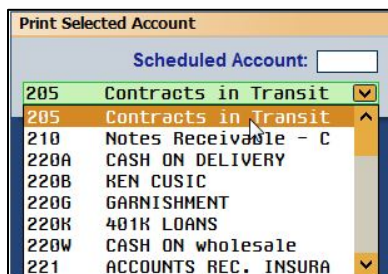 Print Selected Account
Scheduled Account:
205 Contracts in Transit
205 Contracts in Transit
210 Notes Receivable - C
220A CASH ON DELIVERY
220B KEN CUSIC
220G GARNISHMENT
220K 401K LOANS
220W CASH ON wholesale
221 ACCOUNTS REC. INSURA